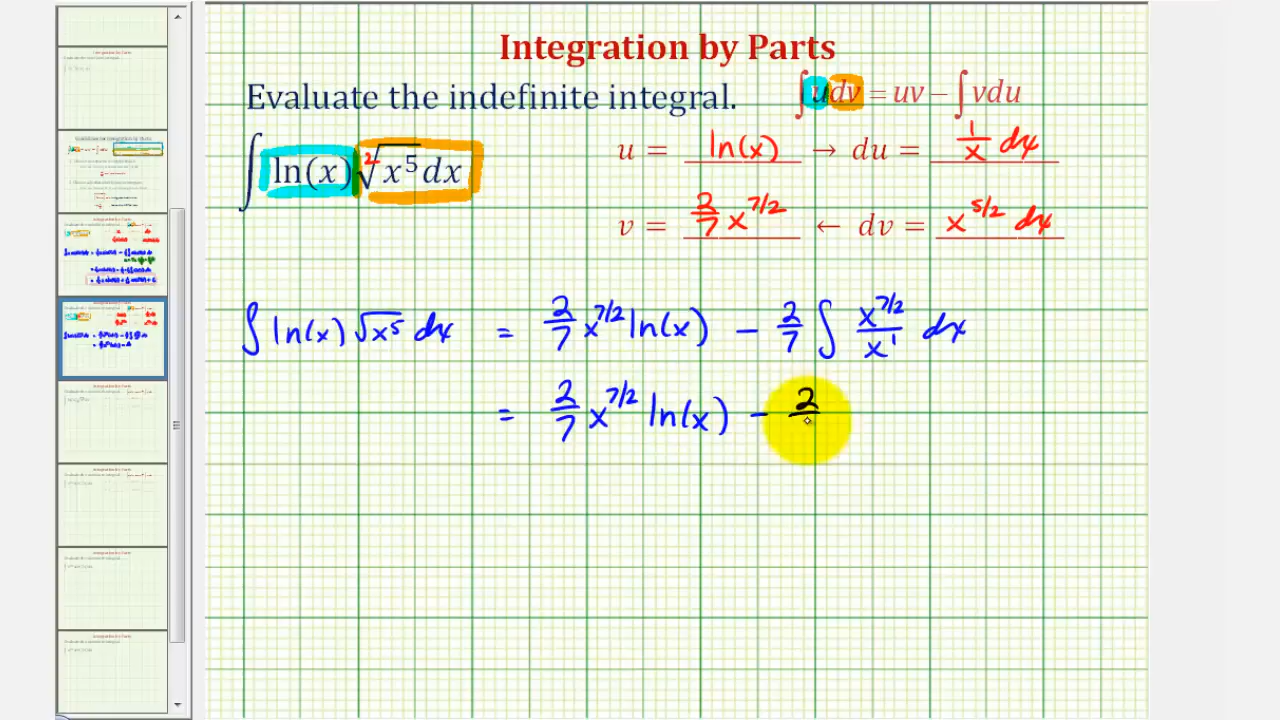 Integration by Parts
Evaluate the indefinite integral.
∫udv = uv − ∫vdu
∫ ln(x) ²√x⁵ dx
u = ln(x) → du = 1/x dx
v = 2/7 x^7/2 ← dv = x^5/2 dx
∫ ln(x) √x⁵ dx = 2/7 x^7/2 ln(x) − 2/7 ∫ x^7/2 / x^1 dx
= 2/7 x^7/2 ln(x) − 2